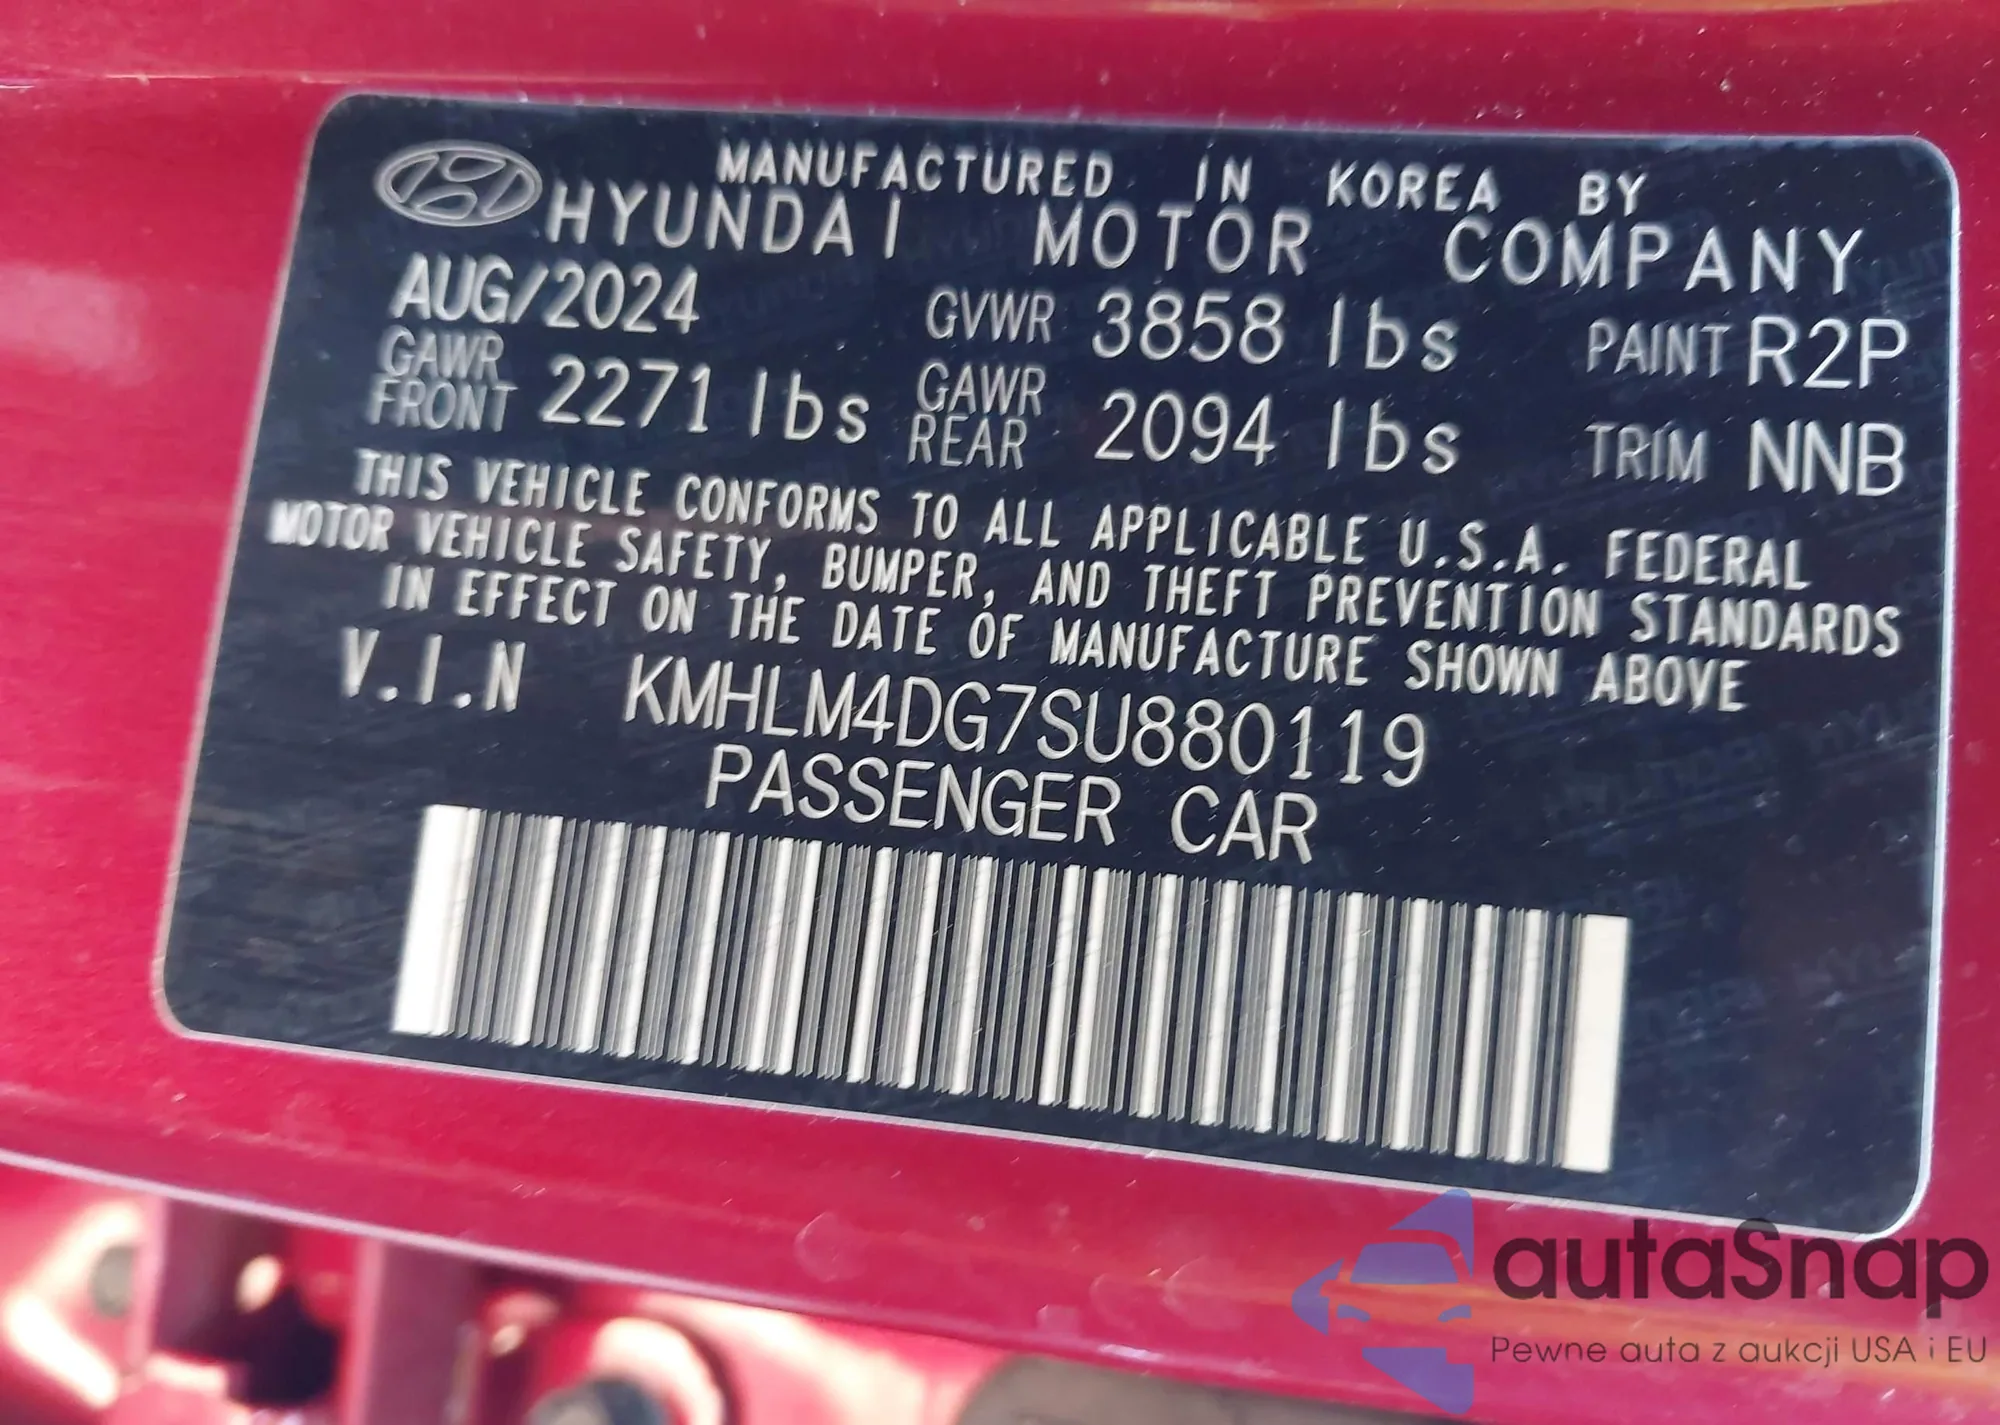 MANUFACTURED IN KOREA BY
HYUNDAI MOTOR COMPANY
AUG/2024 GVWR 3858 lbs PAINT R2P
GAWR FRONT 2271 lbs GAWR REAR 2094 lbs TRIM NNB
THIS VEHICLE CONFORMS TO ALL APPLICABLE U.S.A. FEDERAL
MOTOR VEHICLE SAFETY, BUMPER, AND THEFT PREVENTION STANDARDS
IN EFFECT ON THE DATE OF MANUFACTURE SHOWN ABOVE
V.I.N KMHLM4DG7SU880119
PASSENGER CAR
autaSnap
Pewne auta z aukcji USA i EU